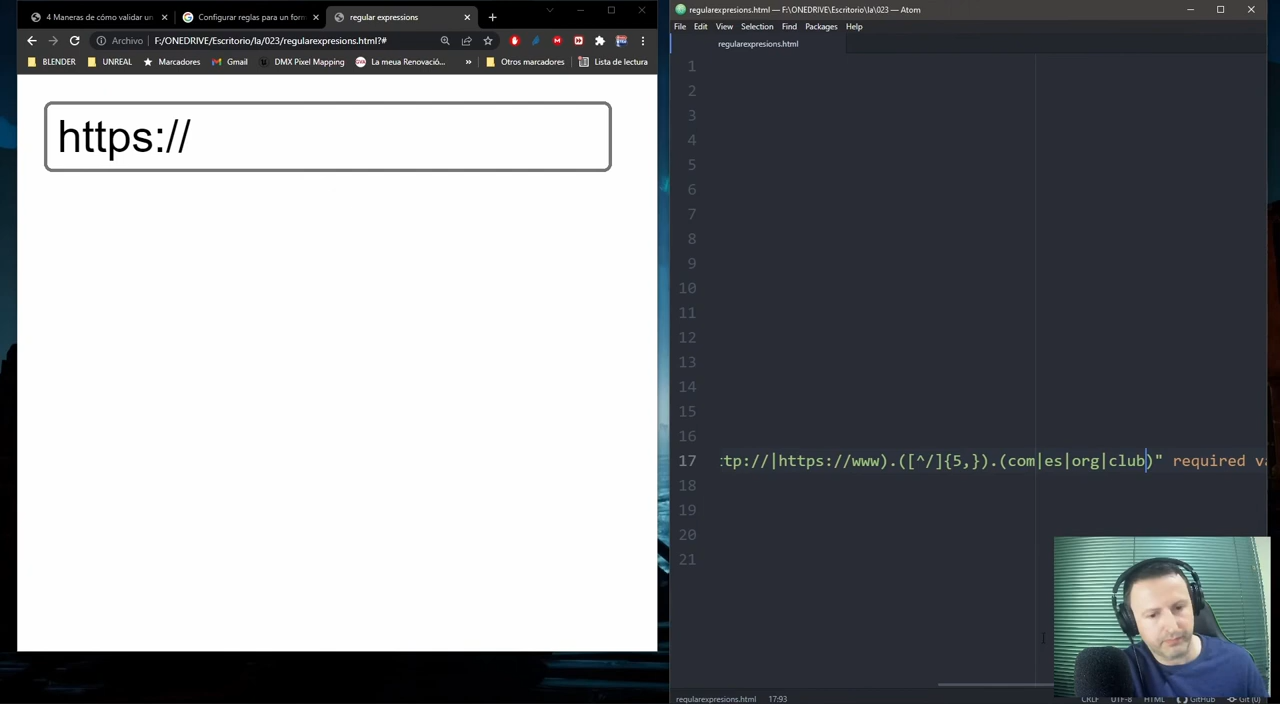 4 Maneras de cómo validar un
Configurar reglas para un form
regular expressions
Archivo
F:/ONEDRIVE/Escritorio/Ia/023/regularexpresions.html?#
BLENDER
UNREAL
Marcadores
Gmail
DMX Pixel Mapping
La meua Renovació...
»
Otros marcadores
Lista de lectura
https://
regularexpresions.html — F:\ONEDRIVE\Escritorio\Ia\023 — Atom
File Edit View Selection Find Packages Help
regularexpresions.html
1
2
3
4
5
6
7
8
9
10
11
12
13
14
15
16
17 tp://|https://www).([^/]{5,}).(com|es|org|club)" required va
18
19
20
21
regularexpresions.html 17:93
CRLF UTF-8 HTML GitHub Git (0)